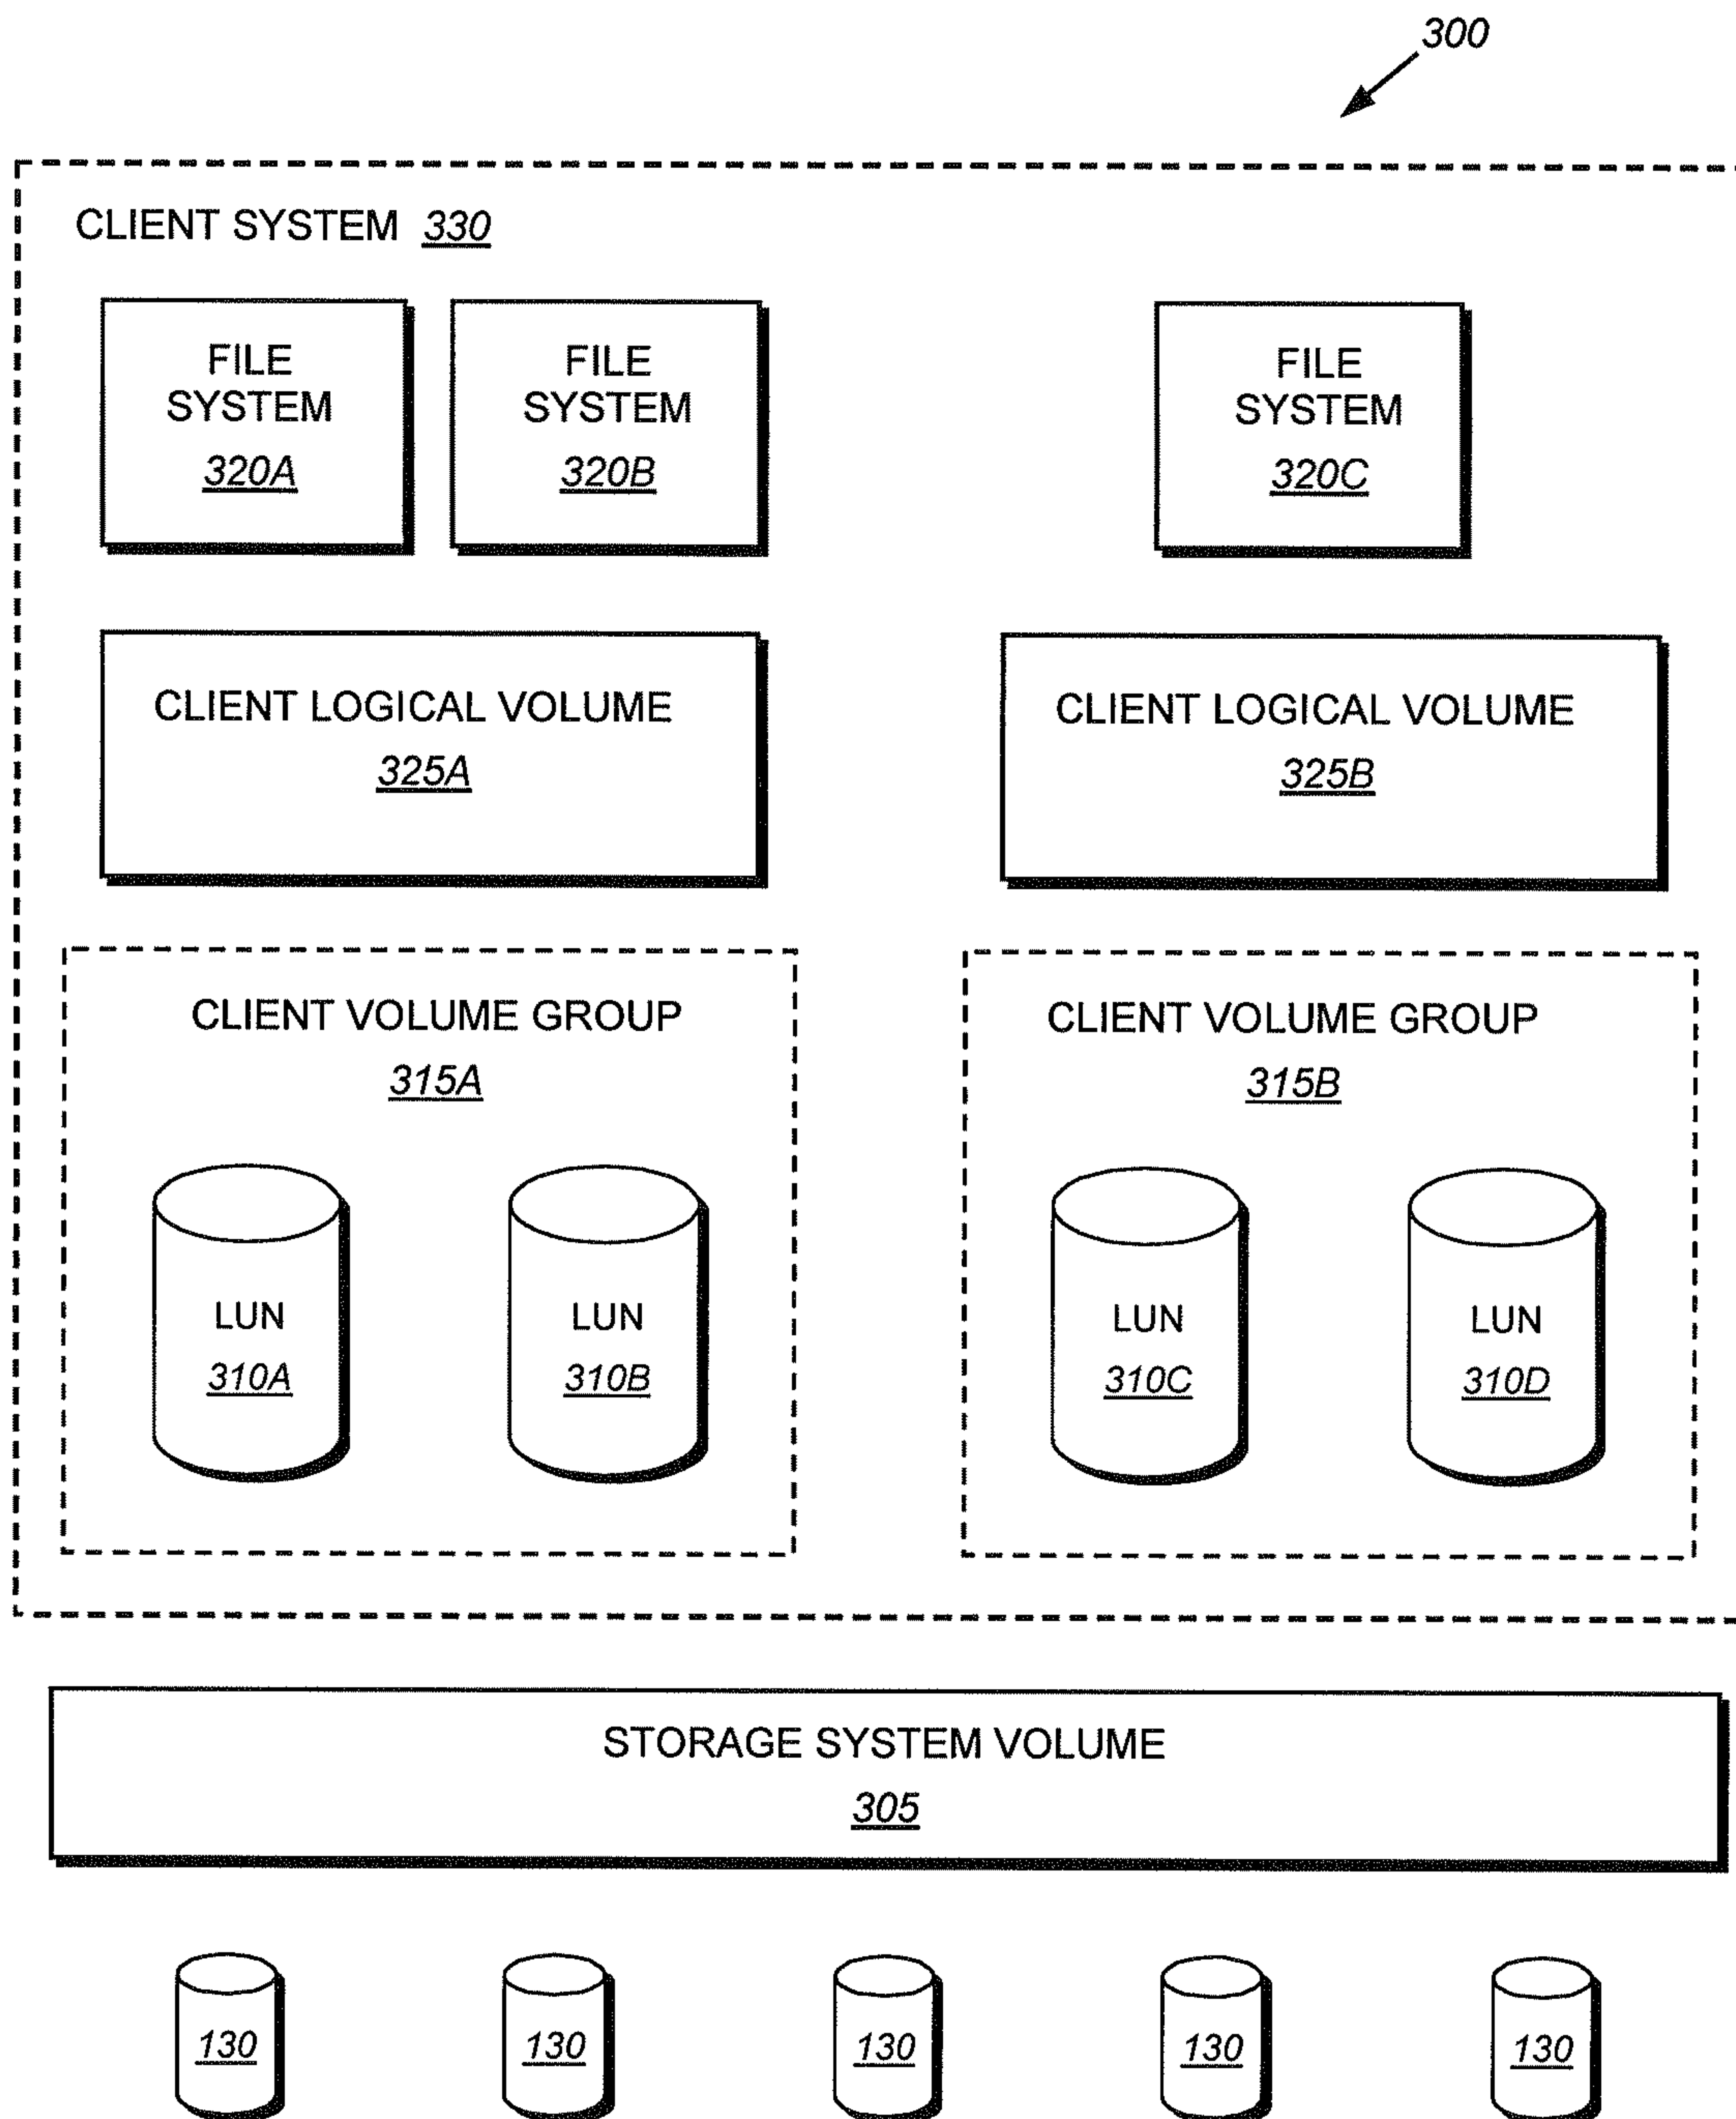 300
CLIENT SYSTEM 330
FILE
SYSTEM
320A
FILE
SYSTEM
320B
FILE
SYSTEM
320C
CLIENT LOGICAL VOLUME
325A
CLIENT LOGICAL VOLUME
325B
CLIENT VOLUME GROUP
315A
LUN
310A
LUN
310B
CLIENT VOLUME GROUP
315B
LUN
310C
LUN
310D
STORAGE SYSTEM VOLUME
305
130
130
130
130
130